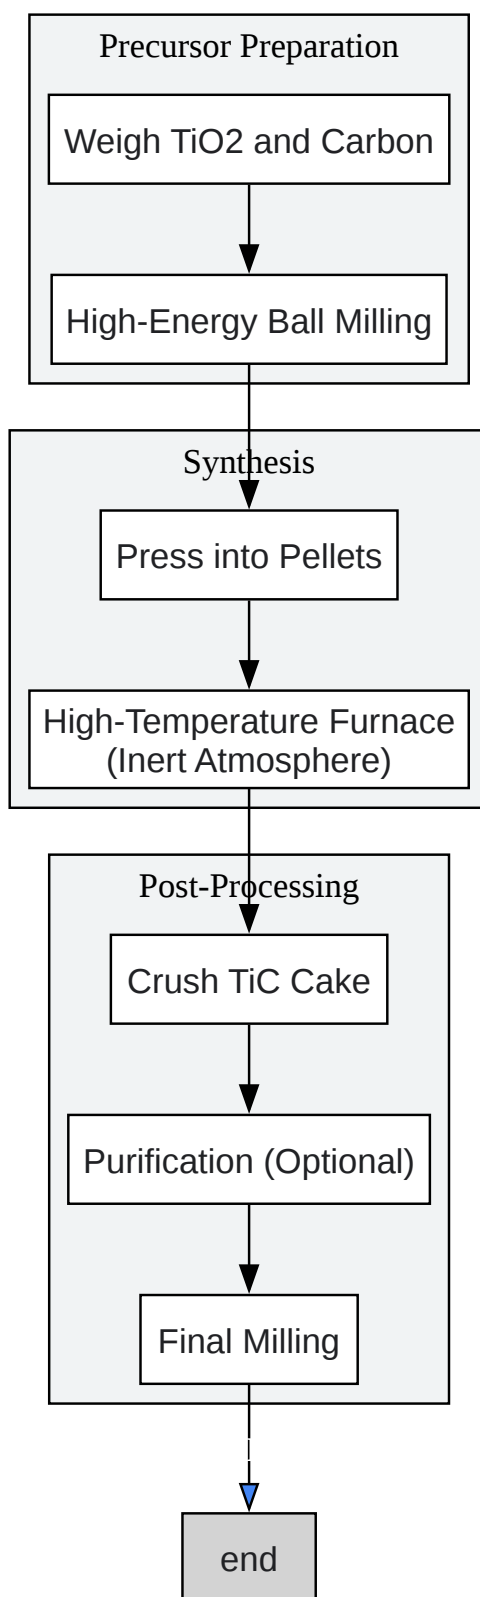 Precursor Preparation
Weigh TiO2 and Carbon
High-Energy Ball Milling
Synthesis
Press into Pellets
High-Temperature Furnace
(Inert Atmosphere)
Post-Processing
Crush TiC Cake
Purification (Optional)
Final Milling
end